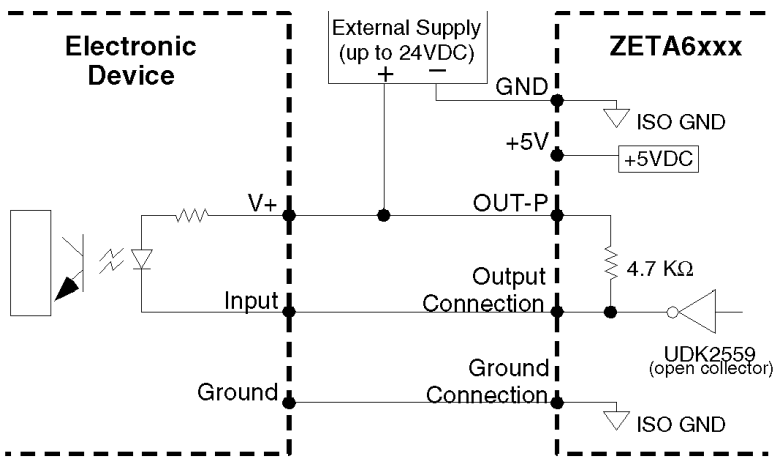 Electronic
Device
External Supply
(up to 24VDC)
+ −
ZETA6xxx
GND
ISO GND
+5V
+5VDC
V+
OUT-P
4.7 KΩ
Input
Output
Connection
UDK2559
(open collector)
Ground
Ground
Connection
ISO GND